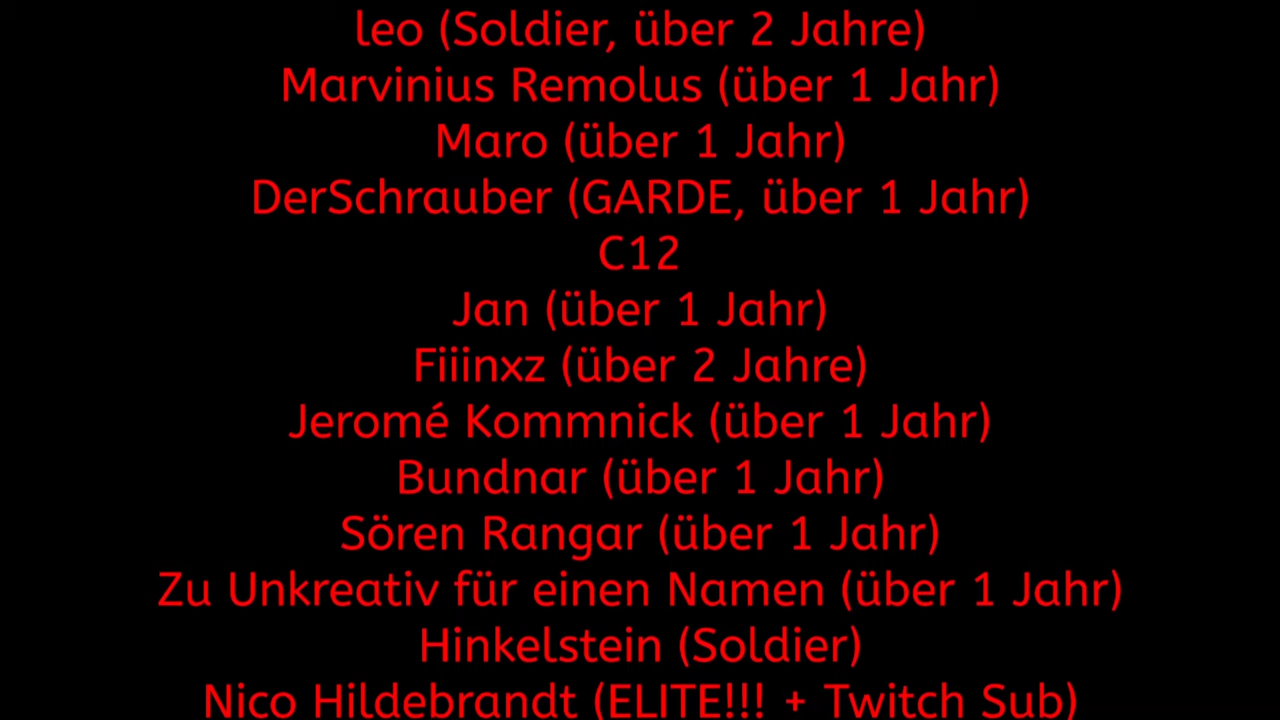 leo (Soldier, über 2 Jahre)
Marvinius Remolus (über 1 Jahr)
Maro (über 1 Jahr)
DerSchrauber (GARDE, über 1 Jahr)
C12
Jan (über 1 Jahr)
Fiiinxz (über 2 Jahre)
Jeromé Kommnick (über 1 Jahr)
Bundnar (über 1 Jahr)
Sören Rangar (über 1 Jahr)
Zu Unkreativ für einen Namen (über 1 Jahr)
Hinkelstein (Soldier)
Nico Hildebrandt (ELITE!!! + Twitch Sub)